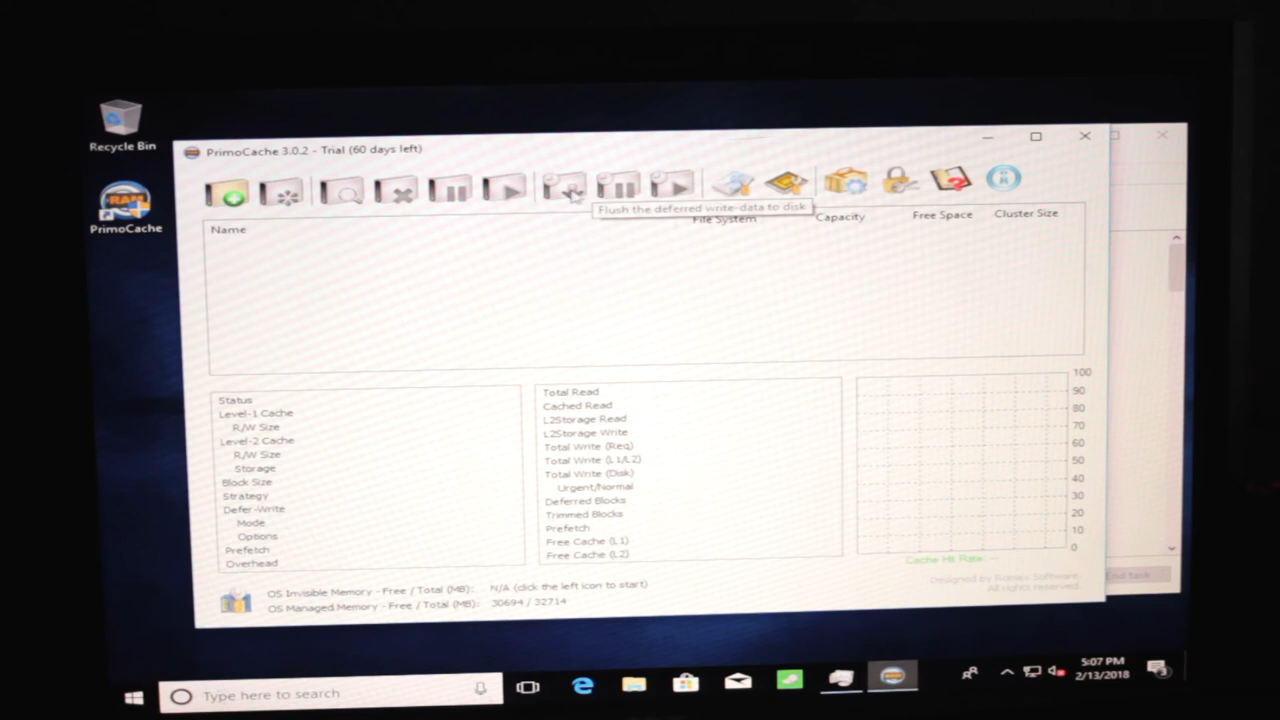 Recycle Bin
PrimoCache
PrimoCache 3.0.2 - Trial (60 days left)
Flush the deferred write-data to disk
Name
File System
Capacity
Free Space
Cluster Size
Status
Level-1 Cache
R/W Size
Level-2 Cache
R/W Size
Storage
Block Size
Strategy
Defer-Write
Mode
Options
Prefetch
Overhead
Total Read
Cached Read
L2Storage Read
L2Storage Write
Total Write (Req)
Total Write (L1/L2)
Total Write (Disk)
Urgent/Normal
Deferred Blocks
Trimmed Blocks
Prefetch
Free Cache (L1)
Free Cache (L2)
100
90
80
70
60
50
40
30
20
10
0
Cache Hit Rate: --
Designed by Romex Software
All rights reserved.
OS Invisible Memory - Free / Total (MB): N/A (click the left icon to start)
OS Managed Memory - Free / Total (MB): 30694 / 32714
End task
Type here to search
5:07 PM
2/13/2018
3